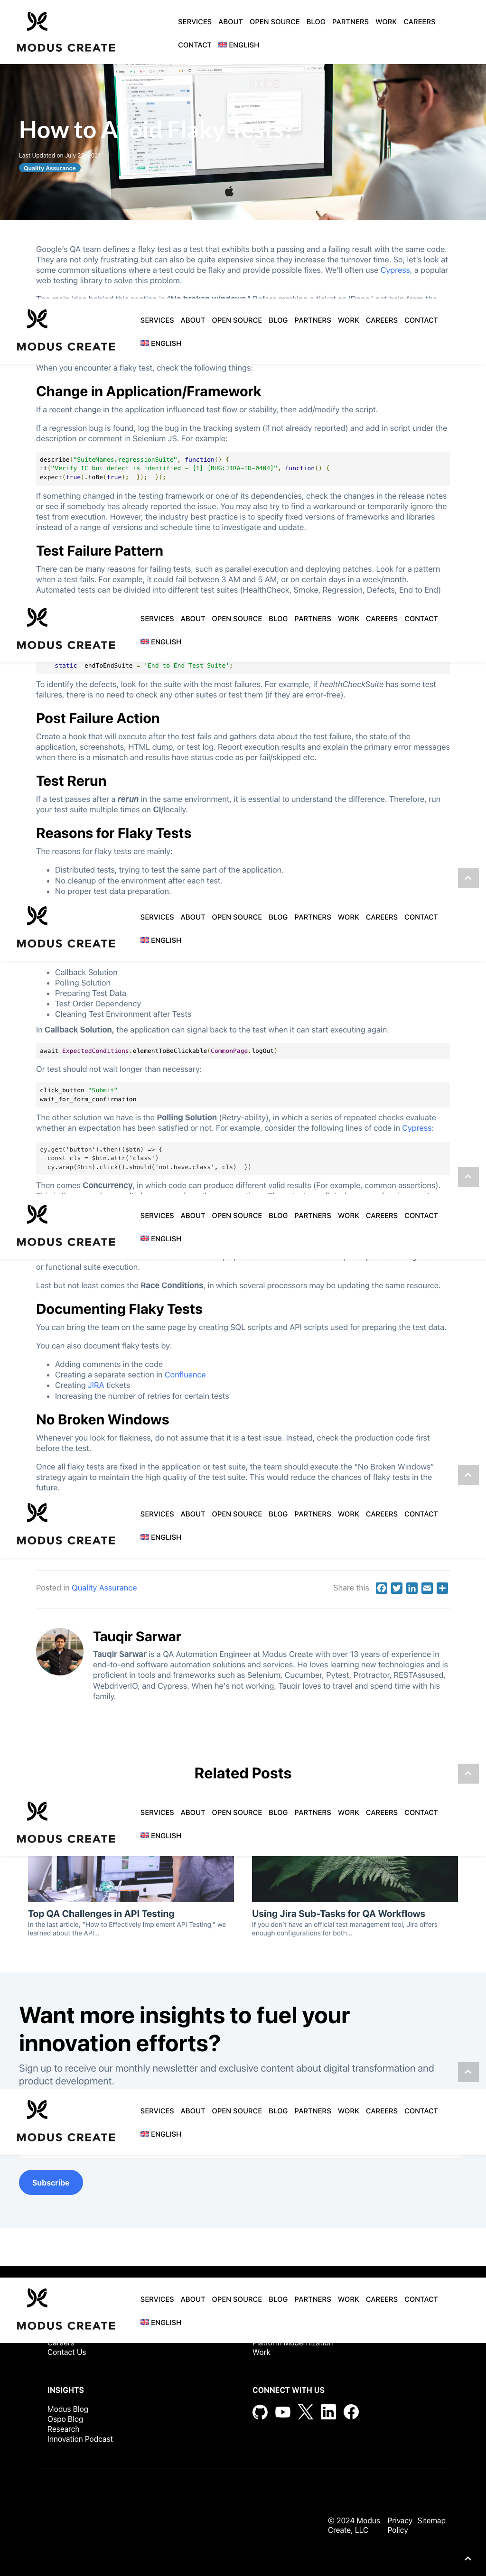 MODUS CREATE
SERVICES ABOUT OPEN SOURCE BLOG PARTNERS WORK CAREERS
CONTACT ENGLISH
How to Avoid Flaky Tests?
Last Updated on July
Quality Assurance
Google's QA team defines a flaky test as a test that exhibits both a passing and a failing result with the same code.
They are not only frustrating but can also be quite expensive since they increase the turnover time. So, let's look at
some conditions where a test could be flaky and provide possible fixes. We'll often use Cypress, a popular
web testing library to solve this problem.
SERVICES ABOUT OPEN SOURCE BLOG PARTNERS WORK CAREERS CONTACT
MODUS CREATE
ENGLISH
When you encounter a flaky test, check the following things:
Change in Application/Framework
If a recent change in the application influenced test flow or stability, then add/modify the script.
If a regression bug is found, log the bug in the tracking system (if not already reported) and add in script under the
description or comment in Selenium JS. For example:
describe("SuiteNames.regressionSuite", function() {
it("Verify TC but defect is identified - [1] [BUG:JIRA-ID-0404]", function() {
expect(true).toBe(true);  });  });
If something changed in the testing framework or one of its dependencies, check the changes in the release notes
or see if somebody has already reported the issue. You may also try to find a workaround or temporarily ignore the
test from execution. However, the industry best practice is to specify fixed versions of frameworks and libraries
instead of a range of versions and schedule time to investigate and update.
Test Failure Pattern
There can be many reasons for failing tests, such as parallel execution and deploying patches. Look for a pattern
when a test fails. For example, it could fail between 3 AM and 5 AM, or on certain days in a week/month.
Automated tests can be divided into different test suites (HealthCheck, Smoke, Regression, Defects, End to End)
SERVICES ABOUT OPEN SOURCE BLOG PARTNERS WORK CAREERS CONTACT
MODUS CREATE
ENGLISH
static  endToEndSuite = 'End to End Test Suite';
To identify the defects, look for the suite with the most failures. For example, if healthCheckSuite has some test
failures, there is no need to check any other suites or test them (if they are error-free).
Post Failure Action
Create a hook that will execute after the test fails and gathers data about the test failure, the state of the
application, screenshots, HTML dump, or test log. Report execution results and explain the primary error messages
when there is a mismatch and results have status code as per fail/skipped etc.
Test Rerun
If a test passes after a rerun in the same environment, it is essential to understand the difference. Therefore, run
your test suite multiple times on CI/locally.
Reasons for Flaky Tests
The reasons for flaky tests are mainly:
• Distributed tests, trying to test the same part of the application.
• No cleanup of the environment after each test.
• No proper test data preparation.
SERVICES ABOUT OPEN SOURCE BLOG PARTNERS WORK CAREERS CONTACT
MODUS CREATE
ENGLISH
• Callback Solution
• Polling Solution
• Preparing Test Data
• Test Order Dependency
• Cleaning Test Environment after Tests
In Callback Solution, the application can signal back to the test when it can start executing again:
await ExpectedConditions.elementToBeClickable(CommonPage.logOut)
Or test should not wait longer than necessary:
click_button "Submit"
wait_for_form_confirmation
The other solution we have is the Polling Solution (Retry-ability), in which a series of repeated checks evaluate
whether an expectation has been satisfied or not. For example, consider the following lines of code in Cypress:
cy.get('button').then(($btn) => {
const cls = $btn.attr('class')
cy.wrap($btn).click().should('not.have.class', cls)  })
Then comes Concurrency, in which code can produce different valid results (For example, common assertions).
SERVICES ABOUT OPEN SOURCE BLOG PARTNERS WORK CAREERS CONTACT
MODUS CREATE
ENGLISH
or functional suite execution.
Last but not least comes the Race Conditions, in which several processors may be updating the same resource.
Documenting Flaky Tests
You can bring the team on the same page by creating SQL scripts and API scripts used for preparing the test data.
You can also document flaky tests by:
• Adding comments in the code
• Creating a separate section in Confluence
• Creating JIRA tickets
• Increasing the number of retries for certain tests
No Broken Windows
Whenever you look for flakiness, do not assume that it is a test issue. Instead, check the production code first
before the test.
Once all flaky tests are fixed in the application or test suite, the team should execute the “No Broken Windows”
strategy again to maintain the high quality of the test suite. This would reduce the chances of flaky tests in the
future.
SERVICES ABOUT OPEN SOURCE BLOG PARTNERS WORK CAREERS CONTACT
MODUS CREATE
ENGLISH
Posted in Quality Assurance
Share this
Tauqir Sarwar
Tauqir Sarwar is a QA Automation Engineer at Modus Create with over 13 years of experience in
end-to-end software automation solutions and services. He loves learning new technologies and is
proficient in tools and frameworks such as Selenium, Cucumber, Pytest, Protractor, RESTAssused,
WebdriverIO, and Cypress. When he's not working, Tauqir loves to travel and spend time with his
family.
Related Posts
SERVICES ABOUT OPEN SOURCE BLOG PARTNERS WORK CAREERS CONTACT
MODUS CREATE
ENGLISH
Top QA Challenges in API Testing
In the last article, "How to Effectively Implement API Testing," we
learned about the API...
Using Jira Sub-Tasks for QA Workflows
If you don't have an official test management tool, Jira offers
enough configurations for both...
Want more insights to fuel your
innovation efforts?
Sign up to receive our monthly newsletter and exclusive content about digital transformation and
product development.
SERVICES ABOUT OPEN SOURCE BLOG PARTNERS WORK CAREERS CONTACT
MODUS CREATE
ENGLISH
Subscribe
SERVICES ABOUT OPEN SOURCE BLOG PARTNERS WORK CAREERS CONTACT
MODUS CREATE
ENGLISH
Careers
Contact Us
Platform Modernization
Work
INSIGHTS
Modus Blog
Ospo Blog
Research
Innovation Podcast
CONNECT WITH US
© 2024 Modus
Create, LLC
Privacy
Policy
Sitemap